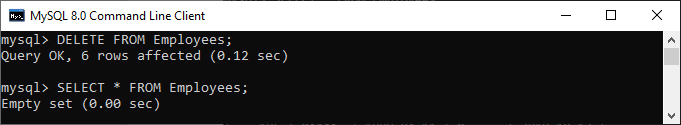 MySQL 8.0 Command Line Client
mysql> DELETE FROM Employees;
Query OK, 6 rows affected (0.12 sec)
mysql> SELECT * FROM Employees;
Empty set (0.00 sec)